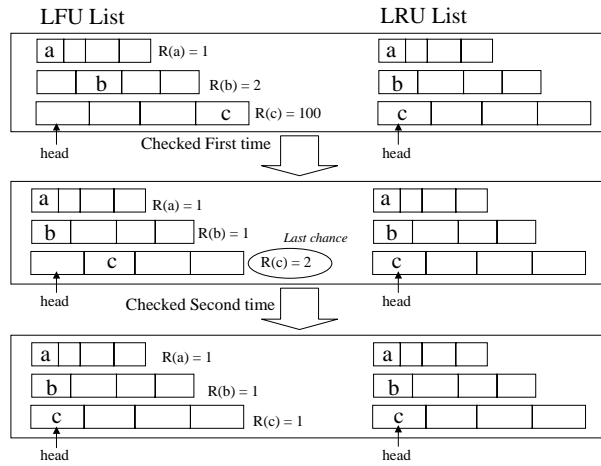 LFU List LRU List
a R(a) = 1 a
b R(b) = 2 b
c R(c) = 100 c
head Checked First time head
a R(a) = 1 a
b R(b) = 1 b
Last chance
c R(c) = 2 c
head Checked Second time head
a R(a) = 1 a
b R(b) = 1 b
c R(c) = 1 c
head head